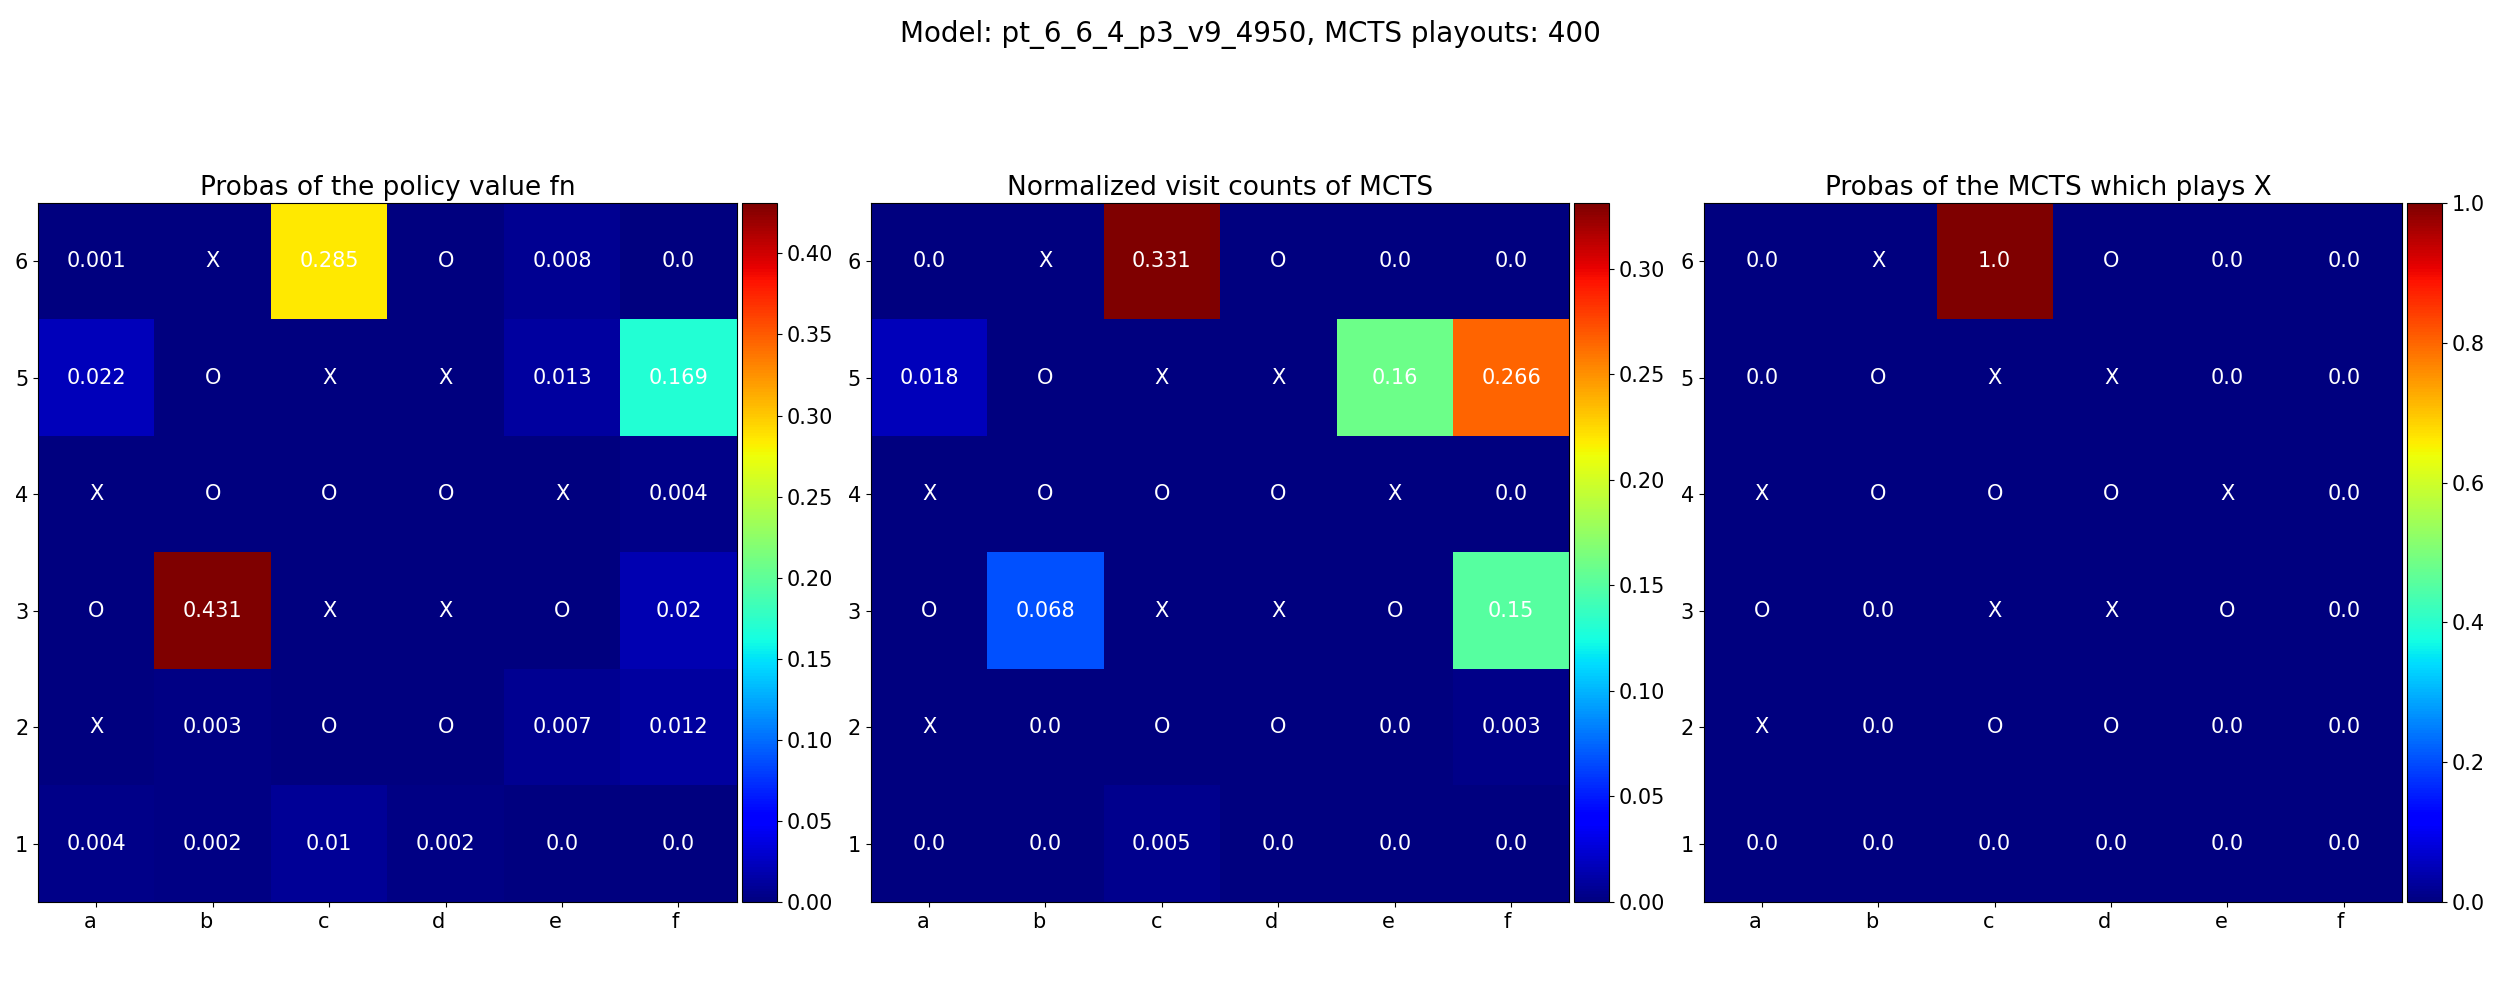 Model: pt_6_6_4_p3_v9_4950, MCTS playouts: 400
Probas of the policy value fn
6 0.001 X 0.285 O 0.008 0.0
5 0.022 O X X 0.013 0.169
4 X O O O X 0.004
3 O 0.431 X X O 0.02
2 X 0.003 O O 0.007 0.012
1 0.004 0.002 0.01 0.002 0.0 0.0
a b c d e f
0.40
0.35
0.30
0.25
0.20
0.15
0.10
0.05
0.00
Normalized visit counts of MCTS
6 0.0 X 0.331 O 0.0 0.0
5 0.018 O X X 0.16 0.266
4 X O O O X 0.0
3 O 0.068 X X O 0.15
2 X 0.0 O O 0.0 0.003
1 0.0 0.0 0.005 0.0 0.0 0.0
a b c d e f
0.30
0.25
0.20
0.15
0.10
0.05
0.00
Probas of the MCTS which plays X
6 0.0 X 1.0 O 0.0 0.0
5 0.0 O X X 0.0 0.0
4 X O O O X 0.0
3 O 0.0 X X O 0.0
2 X 0.0 O O 0.0 0.0
1 0.0 0.0 0.0 0.0 0.0 0.0
a b c d e f
1.0
0.8
0.6
0.4
0.2
0.0